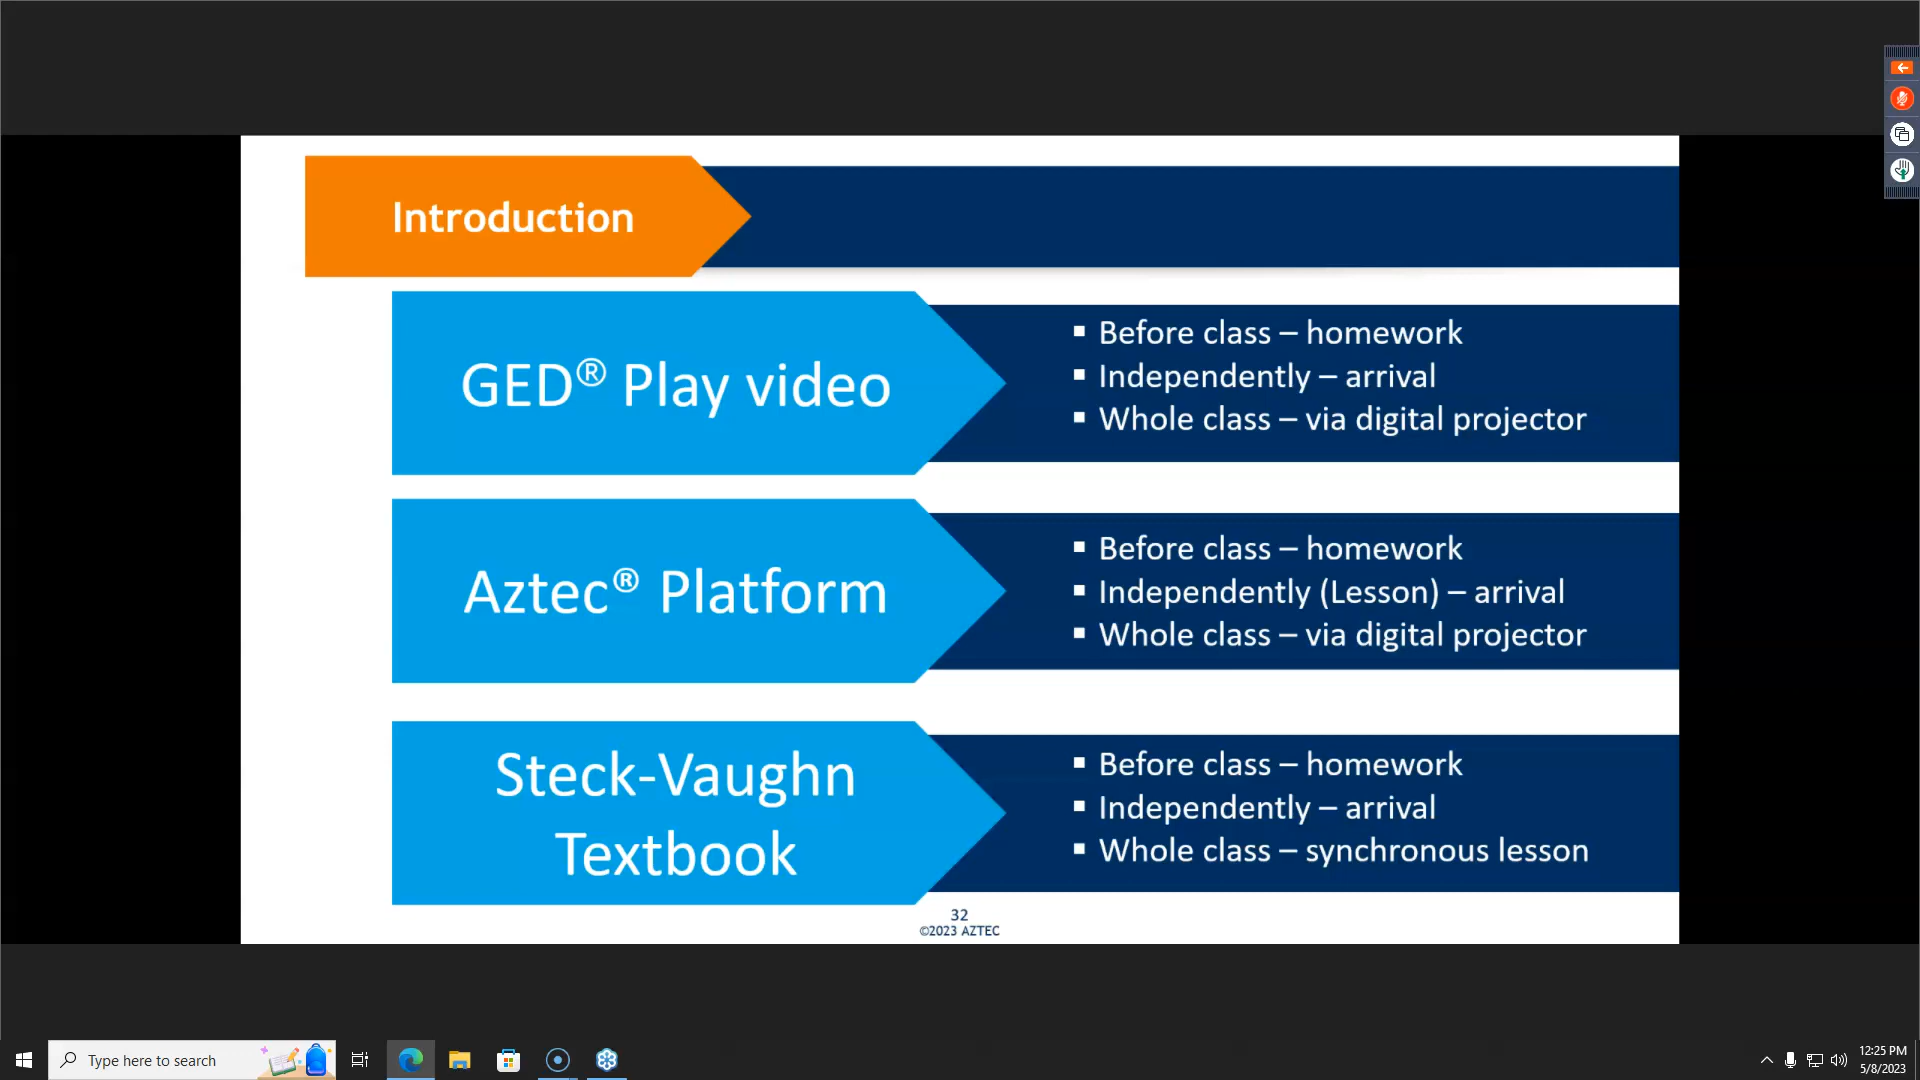 Introduction
GED® Play video
▪ Before class – homework
▪ Independently – arrival
▪ Whole class – via digital projector
Aztec® Platform
▪ Before class – homework
▪ Independently (Lesson) – arrival
▪ Whole class – via digital projector
Steck-Vaughn
Textbook
▪ Before class – homework
▪ Independently – arrival
▪ Whole class – synchronous lesson
32
©2023 AZTEC
Type here to search
12:25 PM
5/8/2023